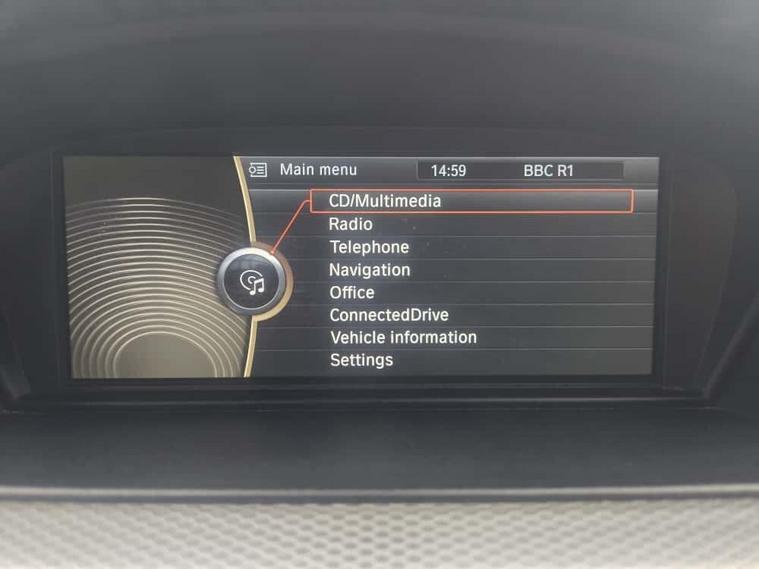 Main menu 14:59 BBC R1
CD/Multimedia
Radio
Telephone
Navigation
Office
ConnectedDrive
Vehicle information
Settings